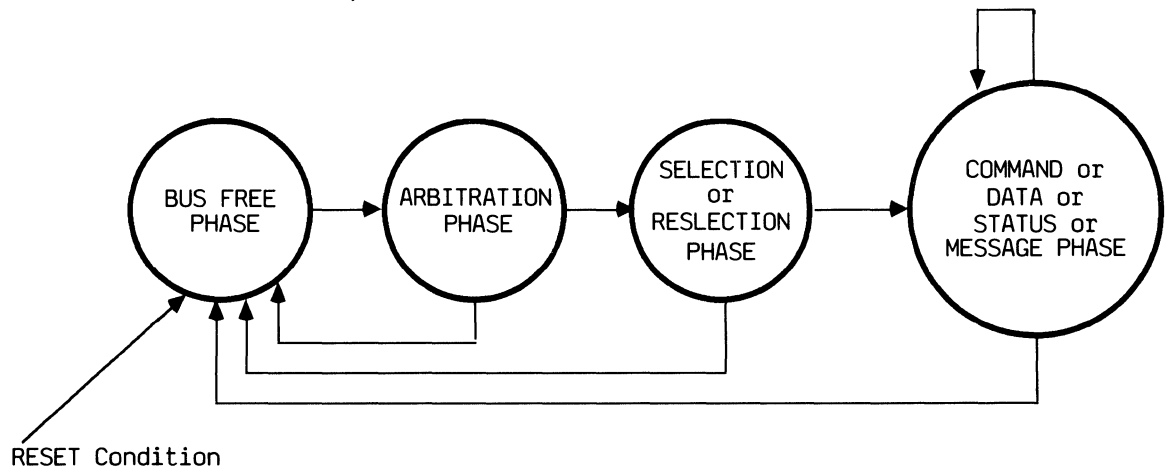 BUS FREE
PHASE
ARBITRATION
PHASE
SELECTION
or
RESLECTION
PHASE
COMMAND or
DATA or
STATUS or
MESSAGE PHASE
RESET Condition